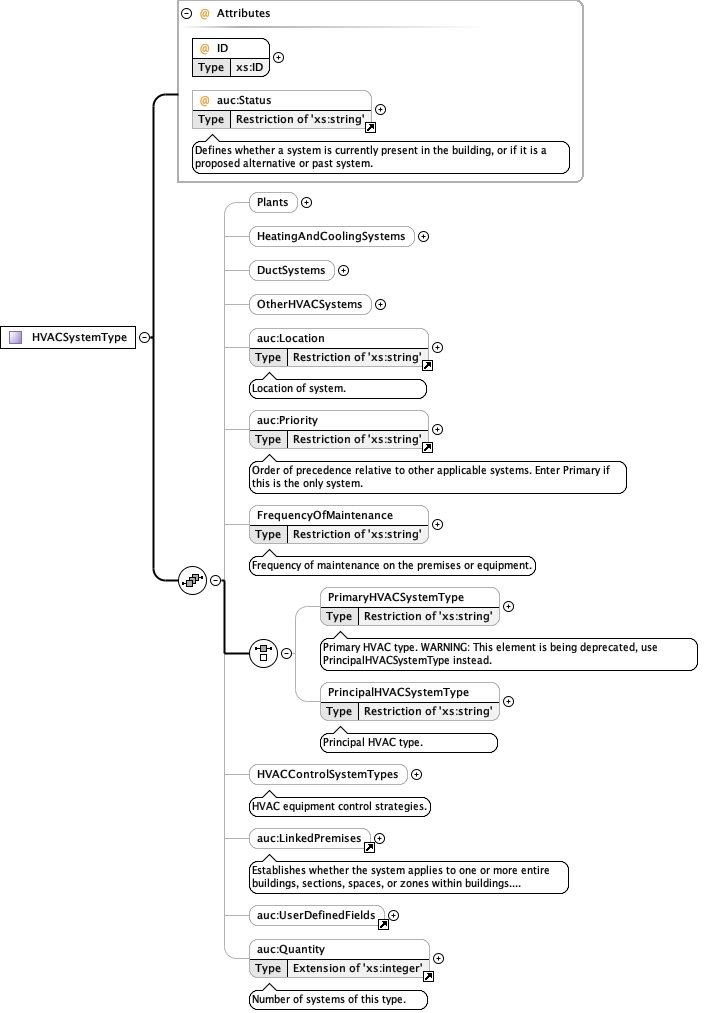 @ Attributes
@ ID
Type xs:ID
@ auc:Status
Type Restriction of 'xs:string'
Defines whether a system is currently present in the building, or if it is a
proposed alternative or past system.
Plants
HeatingAndCoolingSystems
DuctSystems
OtherHVACSystems
HVACSystemType
auc:Location
Type Restriction of 'xs:string'
Location of system.
auc:Priority
Type Restriction of 'xs:string'
Order of precedence relative to other applicable systems. Enter Primary if
this is the only system.
FrequencyOfMaintenance
Type Restriction of 'xs:string'
Frequency of maintenance on the premises or equipment.
PrimaryHVACSystemType
Type Restriction of 'xs:string'
Primary HVAC type. WARNING: This element is being deprecated, use
PrincipalHVACSystemType instead.
PrincipalHVACSystemType
Type Restriction of 'xs:string'
Principal HVAC type.
HVACControlSystemTypes
HVAC equipment control strategies.
auc:LinkedPremises
Establishes whether the system applies to one or more entire
buildings, sections, spaces, or zones within buildings....
auc:UserDefinedFields
auc:Quantity
Type Extension of 'xs:integer'
Number of systems of this type.